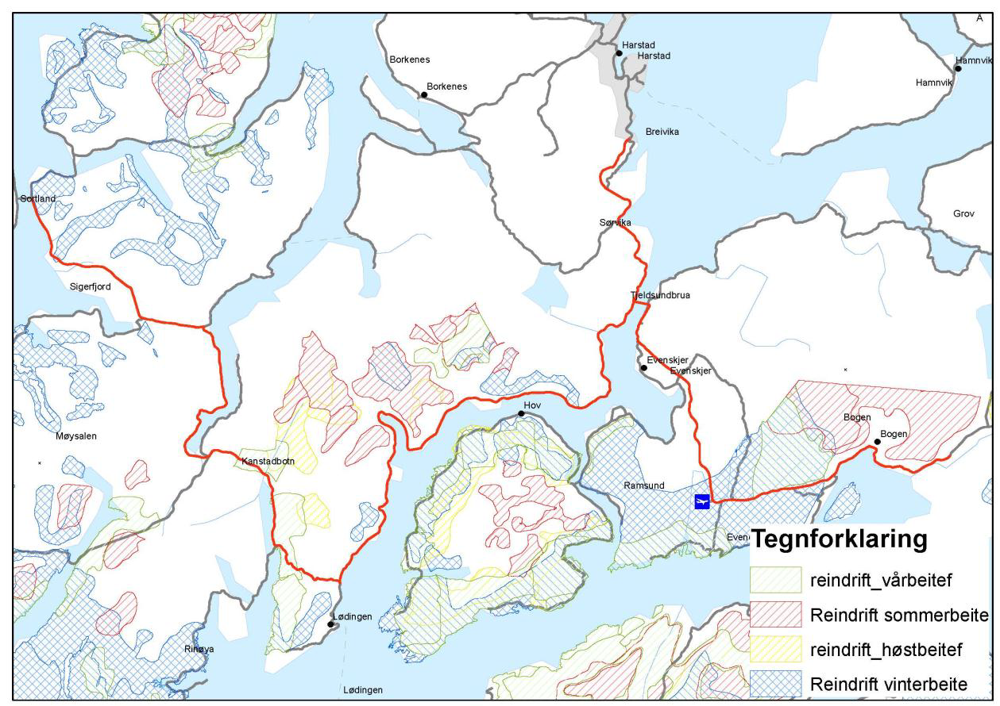 A
Harstad
Harstad
Borkenes
Hamnvik
Hamnvik
Borkenes
Breivika
Sortland
Grov
Sørvika
Sigerfjord
Tjeldsundbrua
Evenskjer
Evenskjer
Hov
Bogen
Bogen
Møysalen
Kanstadbotn
Ramsund
Even
Tegnforklaring
reindrift_vårbeitef
Reindrift sommerbeite
reindrift_høstbeitef
Reindrift vinterbeite
Lødingen
Rinøya
Lødingen